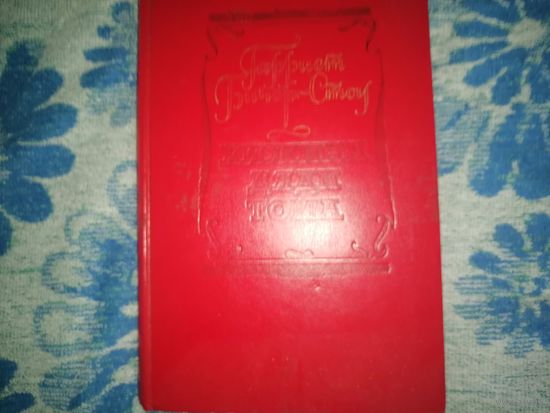 Гарриет
Бичер-Стоу
ХИЖИНА
ДЯДИ
ТОМА